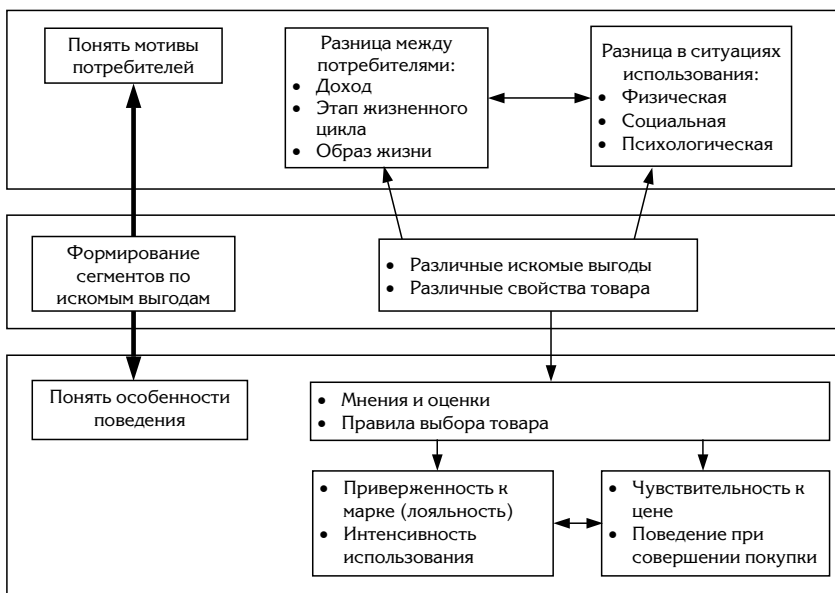 Понять мотивы
потребителей
Разница между
потребителями:
• Доход
• Этап жизненного
цикла
• Образ жизни
Разница в ситуациях
использования:
• Физическая
• Социальная
• Психологическая
Формирование
сегментов по
искомым выгодам
• Различные искомые выгоды
• Различные свойства товара
Понять особенности
поведения
• Мнения и оценки
• Правила выбора товара
• Приверженность к
марке (лояльность)
• Интенсивность
использования
• Чувствительность к
цене
• Поведение при
совершении покупки